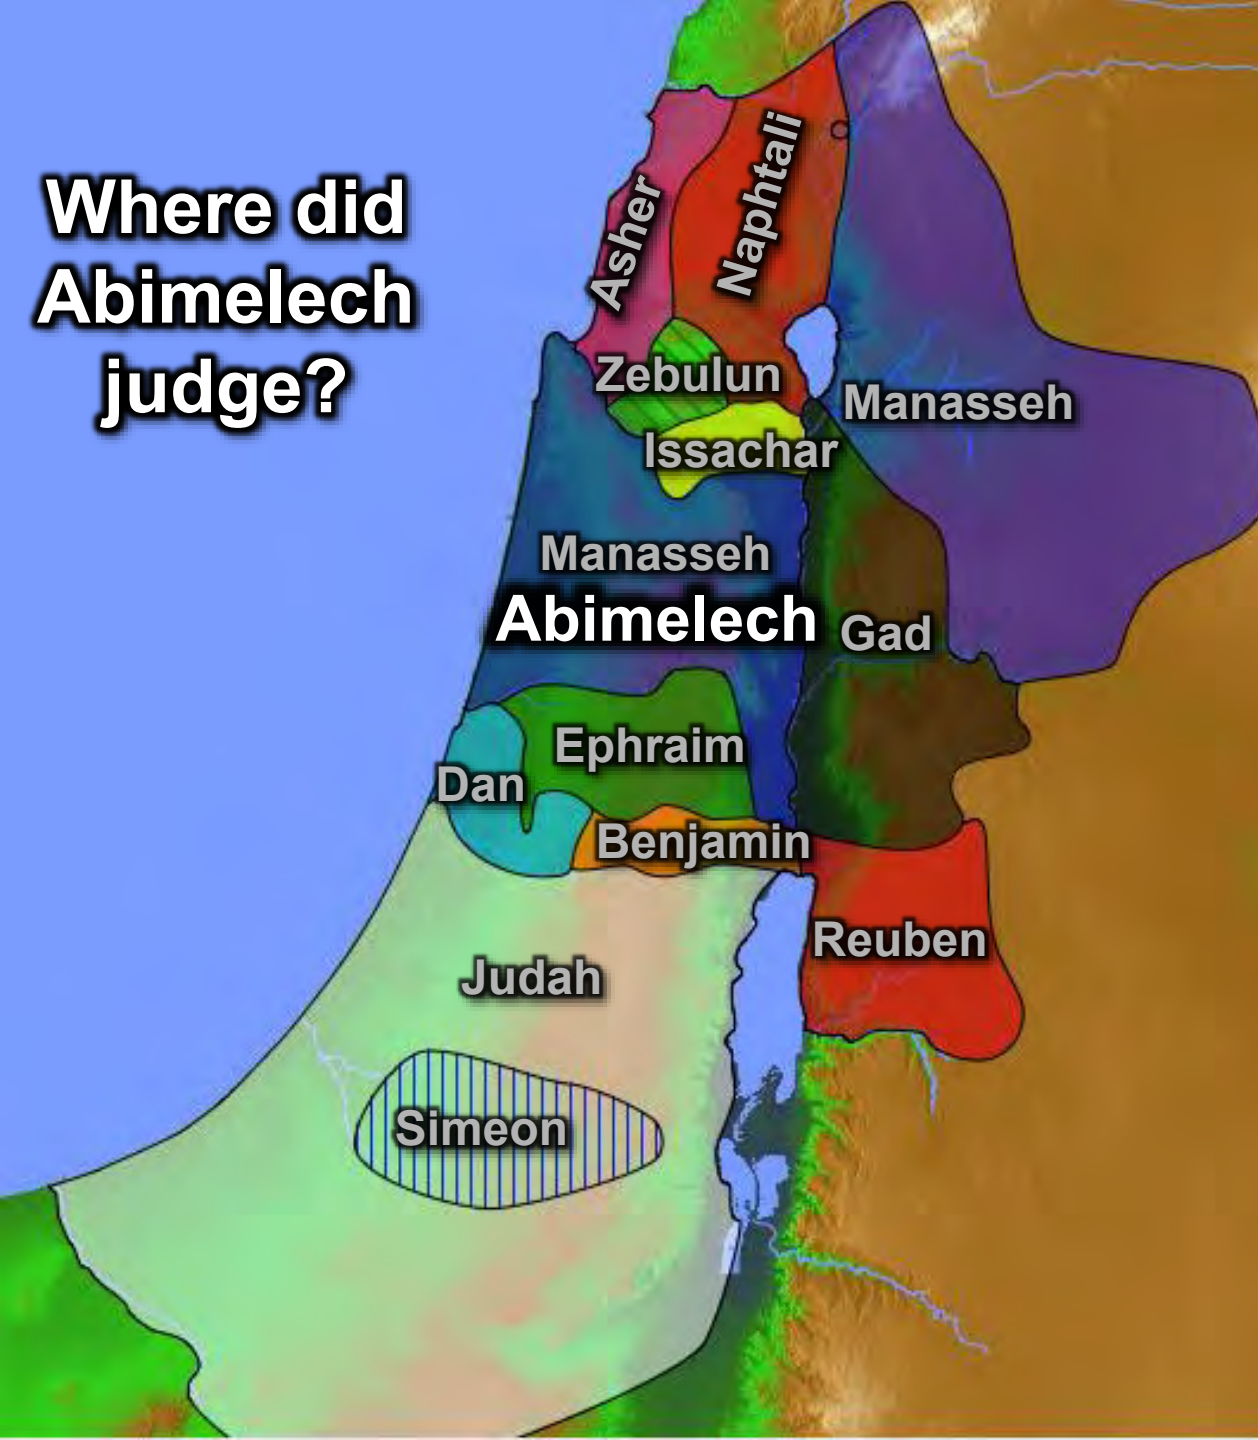 Where did
Abimelech
judge?
Asher
Naphtali
Zebulun
Manasseh
Issachar
Manasseh
Abimelech
Gad
Ephraim
Dan
Benjamin
Reuben
Judah
Simeon